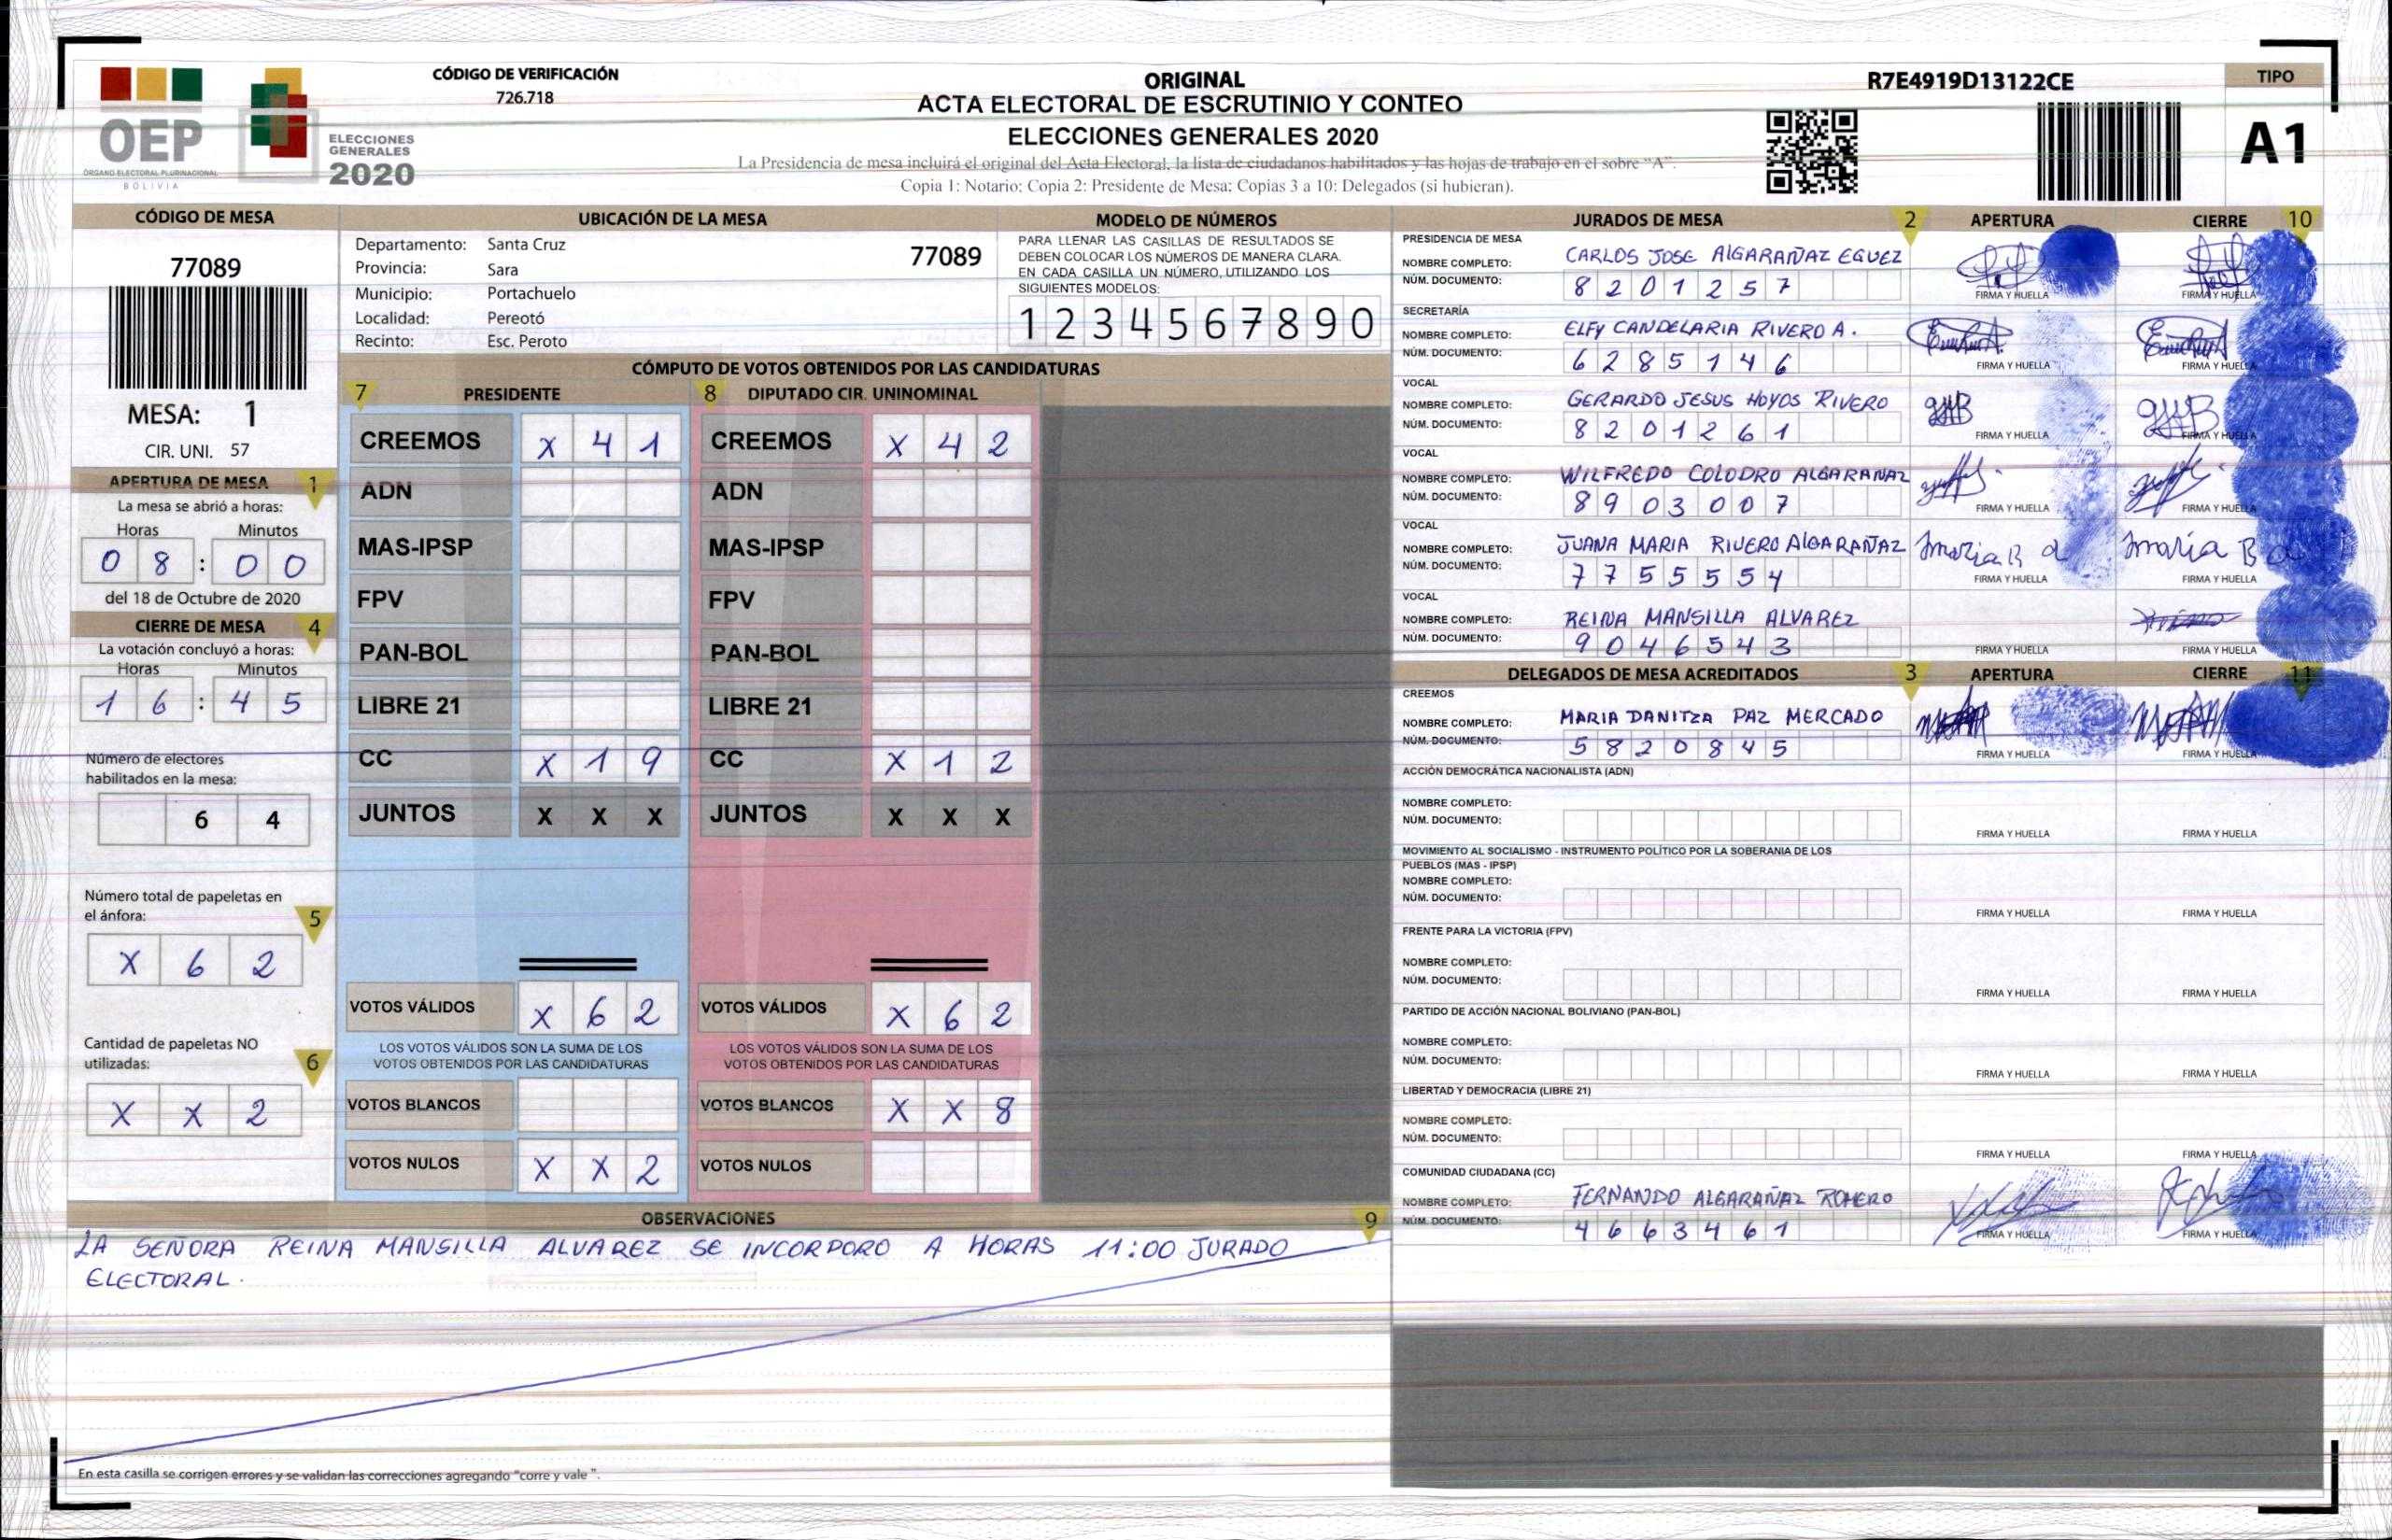 CÓDIGO DE VERIFICACIÓN
726.718
OEP
ÓRGANO ELECTORAL PLURINACIONAL
BOLIVIA
ELECCIONES
GENERALES
2020
ORIGINAL
ACTA ELECTORAL DE ESCRUTINIO Y CONTEO
ELECCIONES GENERALES 2020
La Presidencia de mesa incluirá el original del Acta Electoral, la lista de ciudadanos habilitados y las hojas de trabajo en el sobre "A".
Copia 1: Notario; Copia 2: Presidente de Mesa; Copias 3 a 10: Delegados (si hubieran).
R7E4919D13122CE
TIPO
A1
CÓDIGO DE MESA
77089
MESA: 1
CIR. UNI. 57
APERTURA DE MESA 1
La mesa se abrió a horas:
Horas Minutos
0 8 : 0 0
del 18 de Octubre de 2020
CIERRE DE MESA 4
La votación concluyó a horas:
Horas Minutos
1 6 : 4 5
Número de electores
habilitados en la mesa:
6 4
Número total de papeletas en
el ánfora: 5
X 6 2
Cantidad de papeletas NO
utilizadas: 6
X X 2
UBICACIÓN DE LA MESA
Departamento: Santa Cruz 77089
Provincia: Sara
Municipio: Portachuelo
Localidad: Pereotó
Recinto: Esc. Peroto
MODELO DE NÚMEROS
PARA LLENAR LAS CASILLAS DE RESULTADOS SE
DEBEN COLOCAR LOS NÚMEROS DE MANERA CLARA.
EN CADA CASILLA UN NÚMERO, UTILIZANDO LOS
SIGUIENTES MODELOS:
1 2 3 4 5 6 7 8 9 0
CÓMPUTO DE VOTOS OBTENIDOS POR LAS CANDIDATURAS
7 PRESIDENTE
CREEMOS X 4 1
ADN
MAS-IPSP
FPV
PAN-BOL
LIBRE 21
CC X 1 9
JUNTOS X X X
VOTOS VÁLIDOS X 6 2
LOS VOTOS VÁLIDOS SON LA SUMA DE LOS
VOTOS OBTENIDOS POR LAS CANDIDATURAS
VOTOS BLANCOS
VOTOS NULOS X X 2
8 DIPUTADO CIR. UNINOMINAL
CREEMOS X 4 2
ADN
MAS-IPSP
FPV
PAN-BOL
LIBRE 21
CC X 1 2
JUNTOS X X X
VOTOS VÁLIDOS X 6 2
LOS VOTOS VÁLIDOS SON LA SUMA DE LOS
VOTOS OBTENIDOS POR LAS CANDIDATURAS
VOTOS BLANCOS X X 8
VOTOS NULOS
OBSERVACIONES 9
LA SEÑORA REINA MANSILLA ALVAREZ SE INCORPORO A HORAS 11:00 JURADO
ELECTORAL.
En esta casilla se corrigen errores y se validan las correcciones agregando "corre y vale".
JURADOS DE MESA 2 APERTURA CIERRE 10
PRESIDENCIA DE MESA
NOMBRE COMPLETO: CARLOS JOSE ALGARAÑAZ EGUEZ
NÚM. DOCUMENTO: 8 2 0 1 2 5 7
FIRMA Y HUELLA FIRMA Y HUELLA
SECRETARÍA
NOMBRE COMPLETO: ELFY CANDELARIA RIVERO A.
NÚM. DOCUMENTO: 6 2 8 5 1 4 6
FIRMA Y HUELLA FIRMA Y HUELLA
VOCAL
NOMBRE COMPLETO: GERARDO JESUS HOYOS RIVERO
NÚM. DOCUMENTO: 8 2 0 1 2 6 1
FIRMA Y HUELLA FIRMA Y HUELLA
VOCAL
NOMBRE COMPLETO: WILFREDO COLODRO ALGARAÑAZ
NÚM. DOCUMENTO: 8 9 0 3 0 0 7
FIRMA Y HUELLA FIRMA Y HUELLA
VOCAL
NOMBRE COMPLETO: JUANA MARIA RIVERO ALGARAÑAZ
NÚM. DOCUMENTO: 7 7 5 5 5 5 4
FIRMA Y HUELLA FIRMA Y HUELLA
VOCAL
NOMBRE COMPLETO: REINA MANSILLA ALVAREZ
NÚM. DOCUMENTO: 9 0 4 6 5 4 3
FIRMA Y HUELLA FIRMA Y HUELLA
DELEGADOS DE MESA ACREDITADOS 3 APERTURA CIERRE 11
CREEMOS
NOMBRE COMPLETO: MARIA DANITZA PAZ MERCADO
NÚM. DOCUMENTO: 5 8 2 0 8 4 5
FIRMA Y HUELLA FIRMA Y HUELLA
ACCIÓN DEMOCRÁTICA NACIONALISTA (ADN)
NOMBRE COMPLETO:
NÚM. DOCUMENTO:
FIRMA Y HUELLA FIRMA Y HUELLA
MOVIMIENTO AL SOCIALISMO - INSTRUMENTO POLÍTICO POR LA SOBERANIA DE LOS
PUEBLOS (MAS - IPSP)
NOMBRE COMPLETO:
NÚM. DOCUMENTO:
FIRMA Y HUELLA FIRMA Y HUELLA
FRENTE PARA LA VICTORIA (FPV)
NOMBRE COMPLETO:
NÚM. DOCUMENTO:
FIRMA Y HUELLA FIRMA Y HUELLA
PARTIDO DE ACCIÓN NACIONAL BOLIVIANO (PAN-BOL)
NOMBRE COMPLETO:
NÚM. DOCUMENTO:
FIRMA Y HUELLA FIRMA Y HUELLA
LIBERTAD Y DEMOCRACIA (LIBRE 21)
NOMBRE COMPLETO:
NÚM. DOCUMENTO:
FIRMA Y HUELLA FIRMA Y HUELLA
COMUNIDAD CIUDADANA (CC)
NOMBRE COMPLETO: FERNANDO ALGARAÑAZ ROMERO
NÚM. DOCUMENTO: 4 6 6 3 4 6 1
FIRMA Y HUELLA FIRMA Y HUELLA